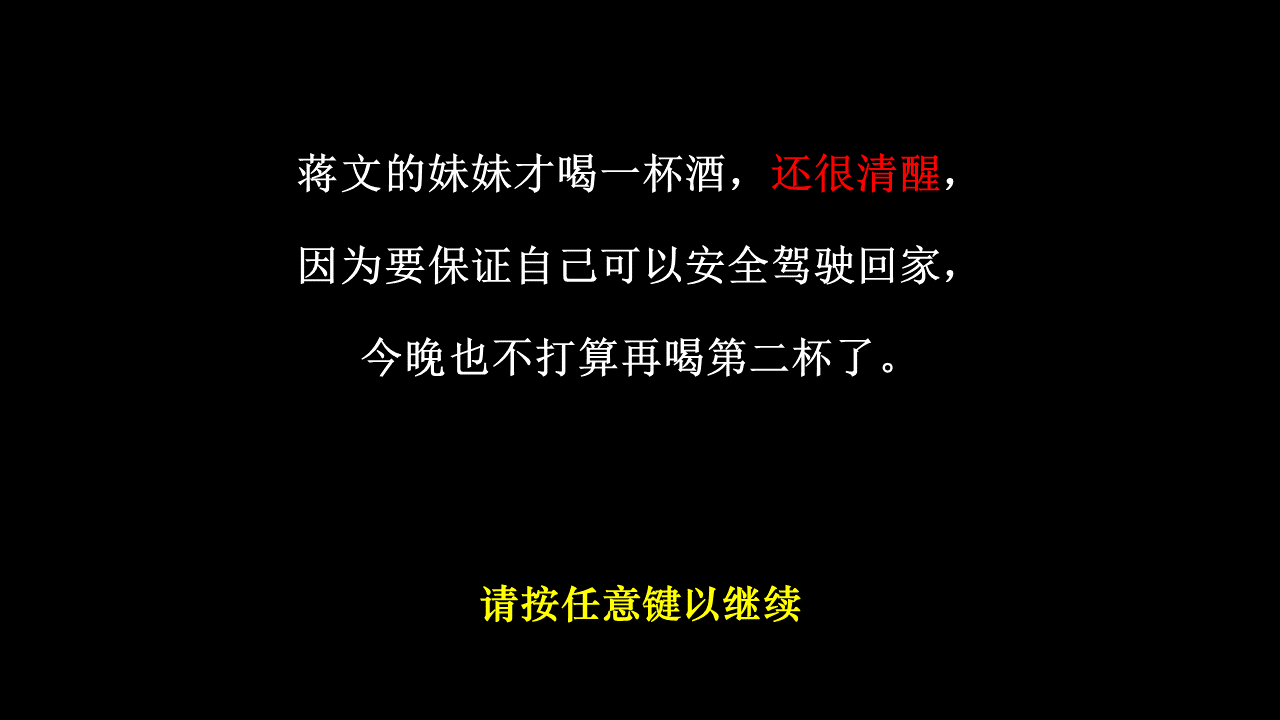 蒋文的妹妹才喝一杯酒，还很清醒，
因为要保证自己可以安全驾驶回家，
今晚也不打算再喝第二杯了。
请按任意键以继续